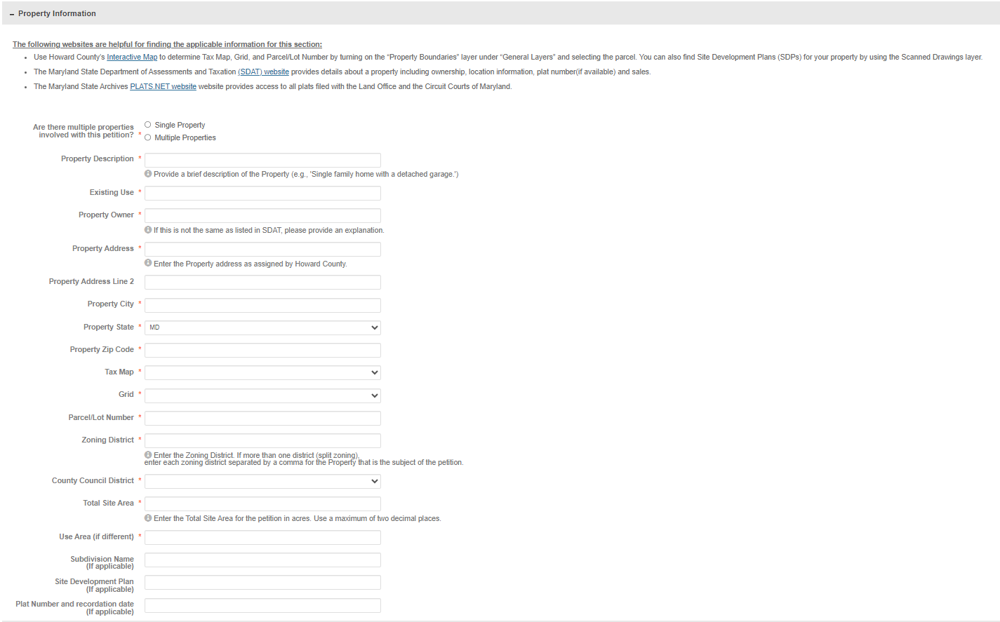 – Property Information
The following websites are helpful for finding the applicable information for this section:
• Use Howard County's Interactive Map to determine Tax Map, Grid, and Parcel/Lot Number by turning on the “Property Boundaries” layer under “General Layers” and selecting the parcel. You can also find Site Development Plans (SDPs) for your property by using the Scanned Drawings layer.
• The Maryland State Department of Assessments and Taxation (SDAT) website provides details about a property including ownership, location information, plat number(if available) and sales.
• The Maryland State Archives PLATS.NET website website provides access to all plats filed with the Land Office and the Circuit Courts of Maryland.
Are there multiple properties
involved with this petition? *
Single Property
Multiple Properties
Property Description *
Provide a brief description of the Property (e.g., 'Single family home with a detached garage.')
Existing Use *
Property Owner *
If this is not the same as listed in SDAT, please provide an explanation.
Property Address *
Enter the Property address as assigned by Howard County.
Property Address Line 2
Property City *
Property State * MD
Property Zip Code *
Tax Map *
Grid *
Parcel/Lot Number *
Zoning District *
Enter the Zoning District. If more than one district (split zoning),
enter each zoning district separated by a comma for the Property that is the subject of the petition.
County Council District *
Total Site Area *
Enter the Total Site Area for the petition in acres. Use a maximum of two decimal places.
Use Area (if different) *
Subdivision Name
(If applicable)
Site Development Plan
(If applicable)
Plat Number and recordation date
(If applicable)